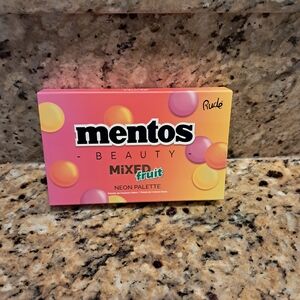 Rude
mentos
- BEAUTY -
MiXED
fruit
NEON PALETTE